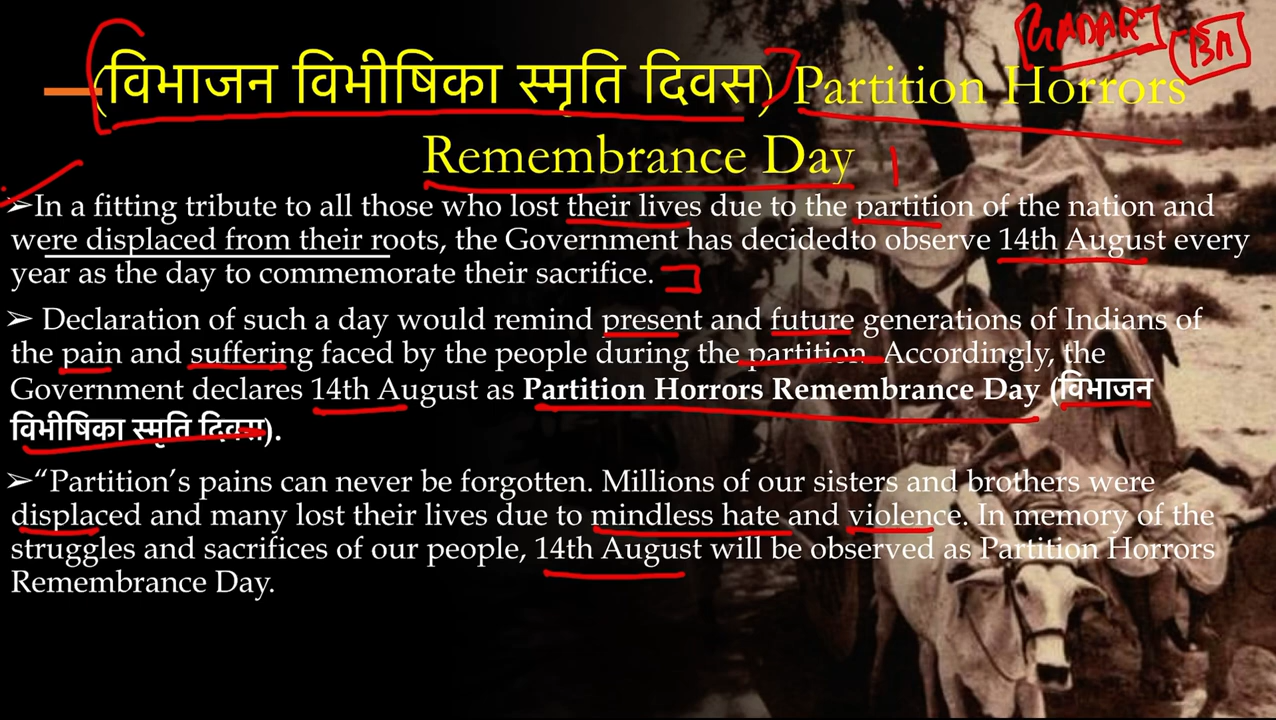 [GADAR]
(विभाजन विभीषिका स्मृति दिवस) Partition Horrors
Remembrance Day
➢In a fitting tribute to all those who lost their lives due to the partition of the nation and
were displaced from their roots, the Government has decidedto observe 14th August every
year as the day to commemorate their sacrifice.
➢ Declaration of such a day would remind present and future generations of Indians of
the pain and suffering faced by the people during the partition. Accordingly, the
Government declares 14th August as Partition Horrors Remembrance Day (विभाजन
विभीषिका स्मृति दिवस).
➢“Partition’s pains can never be forgotten. Millions of our sisters and brothers were
displaced and many lost their lives due to mindless hate and violence. In memory of the
struggles and sacrifices of our people, 14th August will be observed as Partition Horrors
Remembrance Day.